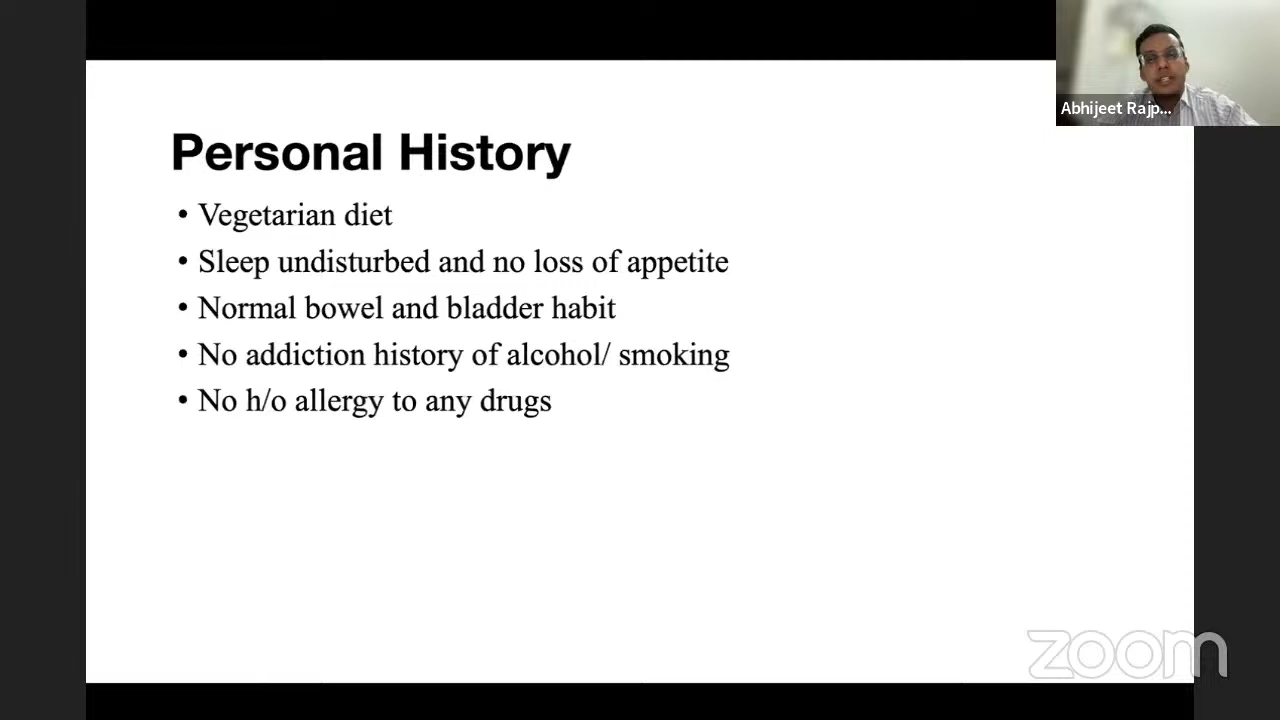 Abhijeet Rajp...
Personal History
• Vegetarian diet
• Sleep undisturbed and no loss of appetite
• Normal bowel and bladder habit
• No addiction history of alcohol/ smoking
• No h/o allergy to any drugs
zoom